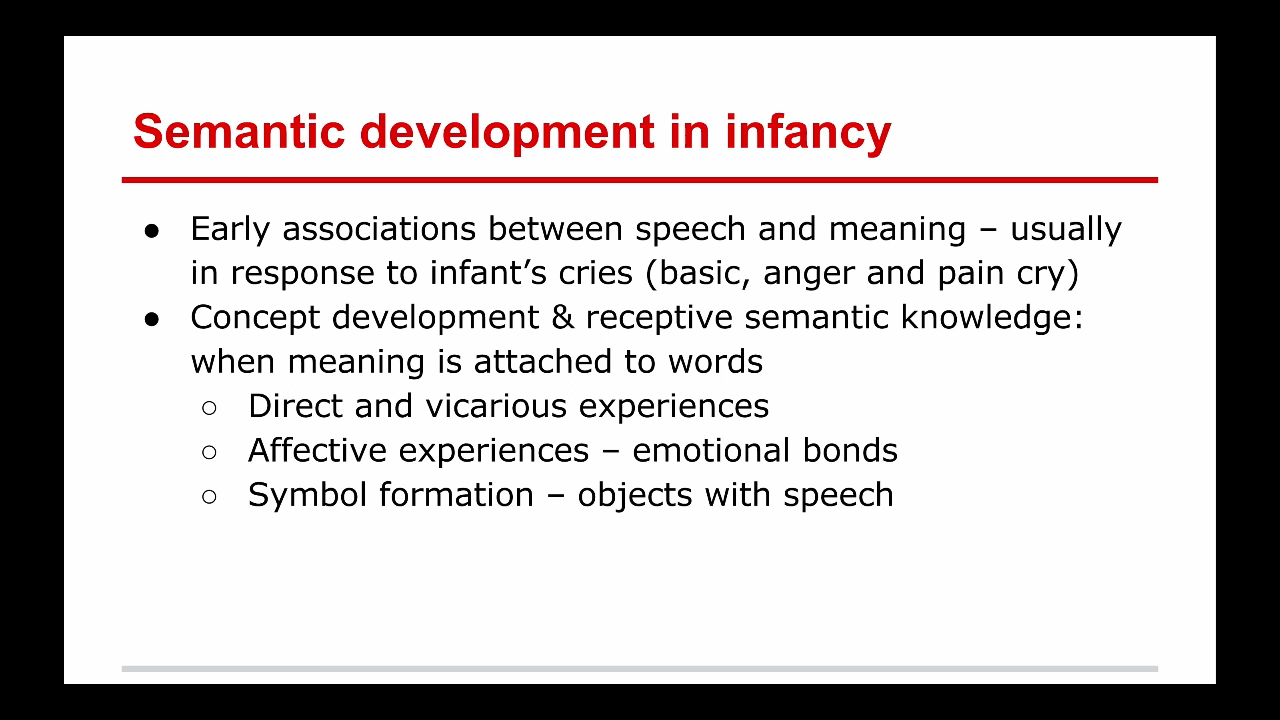 Semantic development in infancy
● Early associations between speech and meaning – usually
in response to infant’s cries (basic, anger and pain cry)
● Concept development & receptive semantic knowledge:
when meaning is attached to words
○ Direct and vicarious experiences
○ Affective experiences – emotional bonds
○ Symbol formation – objects with speech